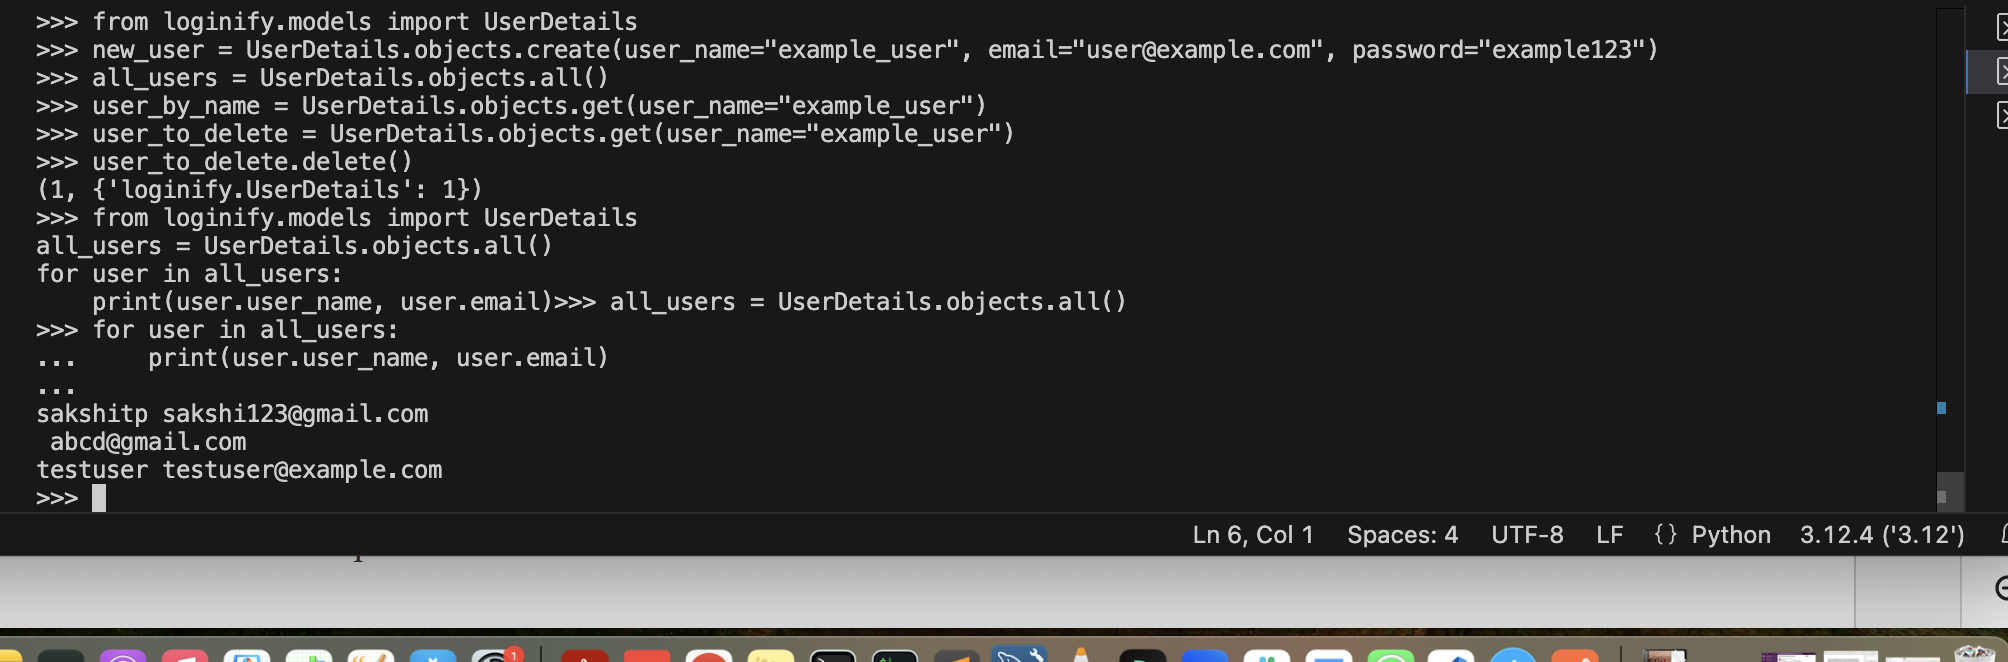 >>> from loginify.models import UserDetails
>>> new_user = UserDetails.objects.create(user_name="example_user", email="user@example.com", password="example123")
>>> all_users = UserDetails.objects.all()
>>> user_by_name = UserDetails.objects.get(user_name="example_user")
>>> user_to_delete = UserDetails.objects.get(user_name="example_user")
>>> user_to_delete.delete()
(1, {'loginify.UserDetails': 1})
>>> from loginify.models import UserDetails
all_users = UserDetails.objects.all()
for user in all_users:
    print(user.user_name, user.email)>>> all_users = UserDetails.objects.all()
>>> for user in all_users:
...     print(user.user_name, user.email)
...
sakshitp sakshi123@gmail.com
 abcd@gmail.com
testuser testuser@example.com
>>>
Ln 6, Col 1 Spaces: 4 UTF-8 LF {} Python 3.12.4 ('3.12')
1